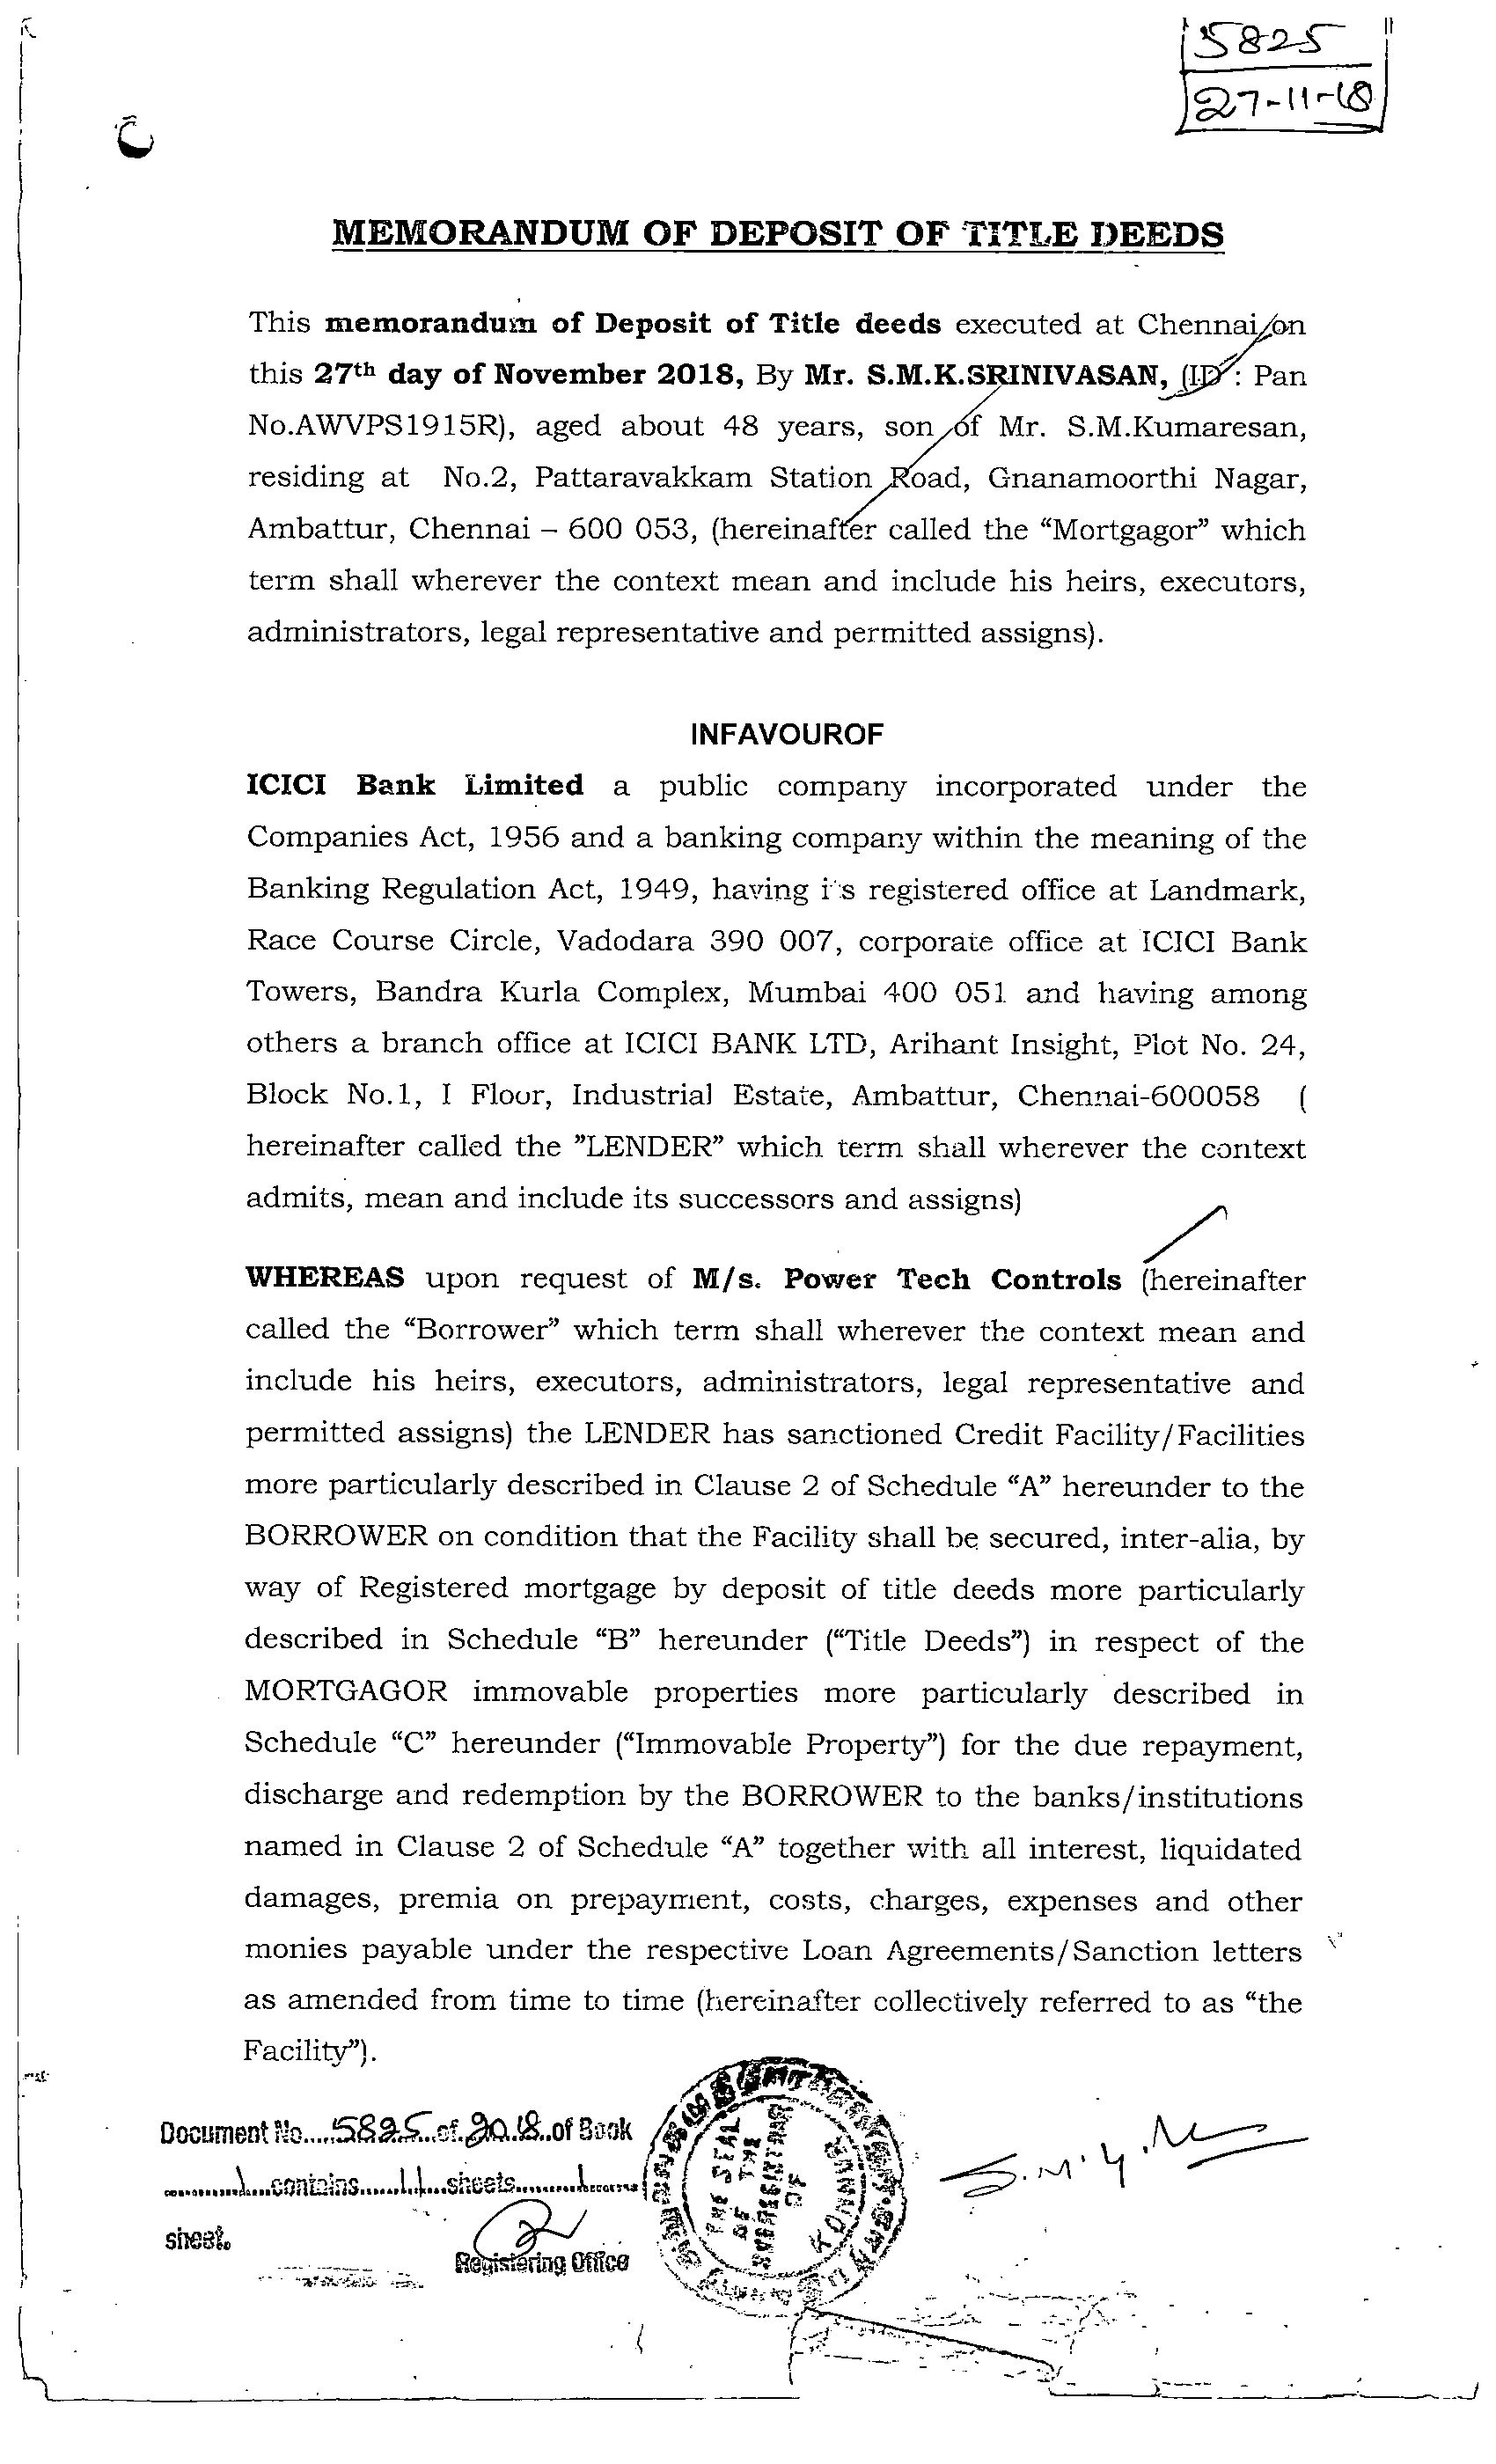 5825
27-11-18
MEMORANDUM OF DEPOSIT OF TITLE DEEDS
This memorandum of Deposit of Title deeds executed at Chennai on
this 27th day of November 2018, By Mr. S.M.K.SRINIVASAN, (ID : Pan
No.AWVPS1915R), aged about 48 years, son of Mr. S.M.Kumaresan,
residing at No.2, Pattaravakkam Station Road, Gnanamoorthi Nagar,
Ambattur, Chennai – 600 053, (hereinafter called the “Mortgagor” which
term shall wherever the context mean and include his heirs, executors,
administrators, legal representative and permitted assigns).
INFAVOUROF
ICICI Bank Limited a public company incorporated under the
Companies Act, 1956 and a banking company within the meaning of the
Banking Regulation Act, 1949, having its registered office at Landmark,
Race Course Circle, Vadodara 390 007, corporate office at ICICI Bank
Towers, Bandra Kurla Complex, Mumbai 400 051 and having among
others a branch office at ICICI BANK LTD, Arihant Insight, Plot No. 24,
Block No.1, I Floor, Industrial Estate, Ambattur, Chennai-600058 (
hereinafter called the ”LENDER” which term shall wherever the context
admits, mean and include its successors and assigns)
WHEREAS upon request of M/s. Power Tech Controls (hereinafter
called the “Borrower” which term shall wherever the context mean and
include his heirs, executors, administrators, legal representative and
permitted assigns) the LENDER has sanctioned Credit Facility/Facilities
more particularly described in Clause 2 of Schedule “A” hereunder to the
BORROWER on condition that the Facility shall be secured, inter-alia, by
way of Registered mortgage by deposit of title deeds more particularly
described in Schedule “B” hereunder (“Title Deeds”) in respect of the
MORTGAGOR immovable properties more particularly described in
Schedule “C” hereunder (“Immovable Property”) for the due repayment,
discharge and redemption by the BORROWER to the banks/institutions
named in Clause 2 of Schedule “A” together with all interest, liquidated
damages, premia on prepayment, costs, charges, expenses and other
monies payable under the respective Loan Agreements/Sanction letters
as amended from time to time (hereinafter collectively referred to as “the
Facility”).
Document No.....5825..of.2018..of Book
.........1...contains......11...sheets.........1.......
sheet.
Registering Office
THE SEAL
OF THE
SUBREGISTRAR
OF